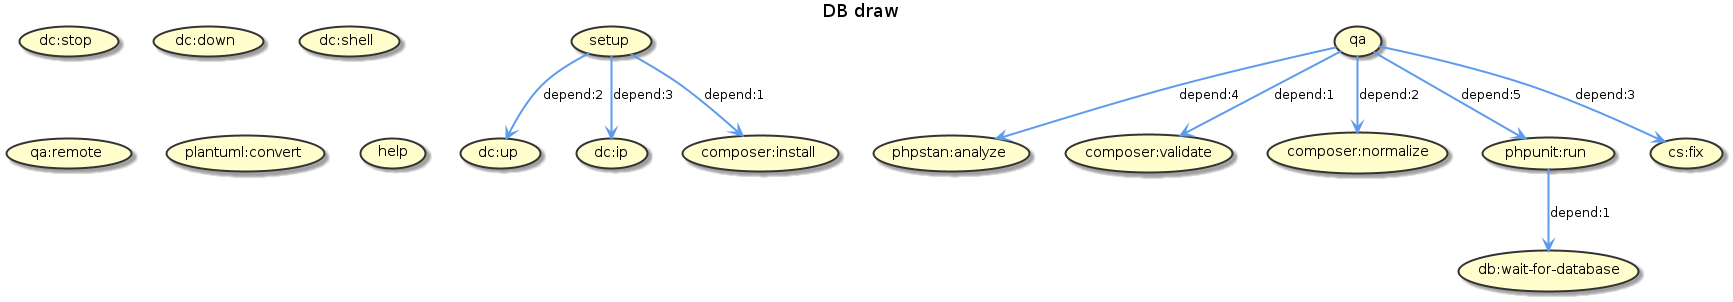 DB draw
dc:stop
dc:down
dc:shell
setup
qa
depend:2
depend:3
depend:1
depend:4
depend:1
depend:2
depend:5
depend:3
qa:remote
plantuml:convert
help
dc:up
dc:ip
composer:install
phpstan:analyze
composer:validate
composer:normalize
phpunit:run
cs:fix
depend:1
db:wait-for-database